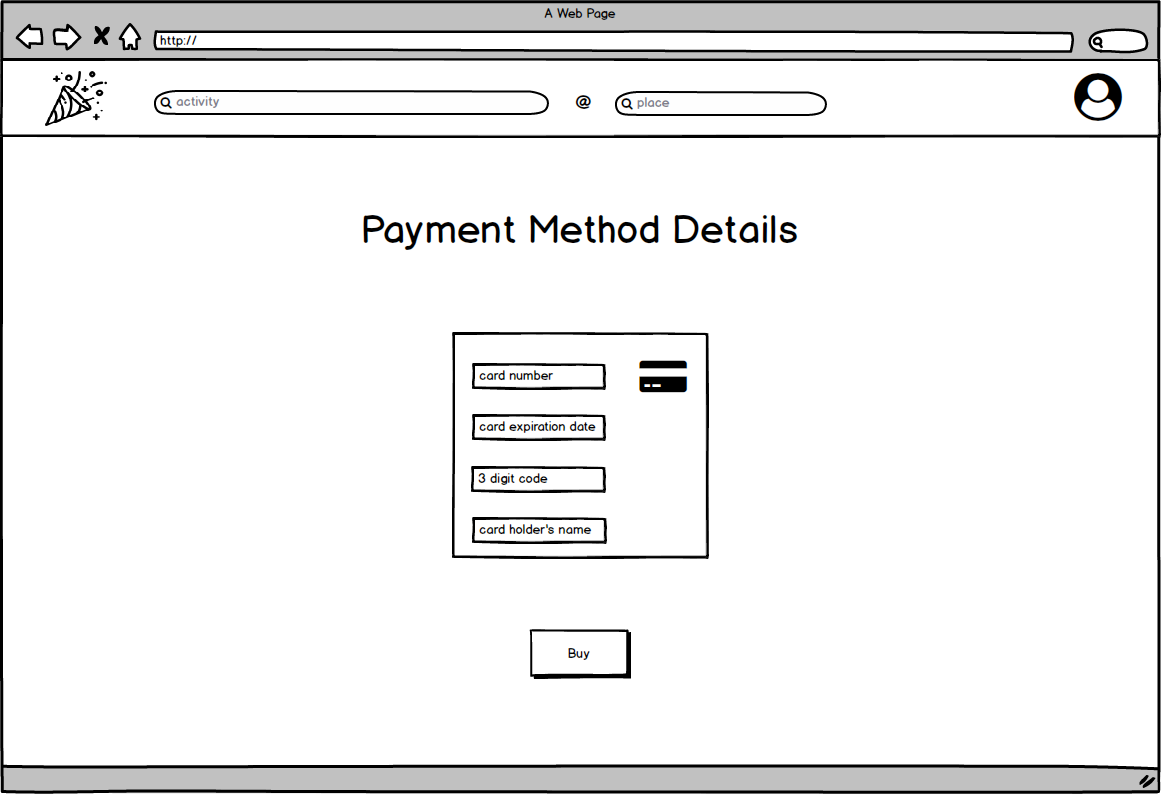 A Web Page
http://
activity
@
place
Payment Method Details
card number
card expiration date
3 digit code
card holder's name
Buy